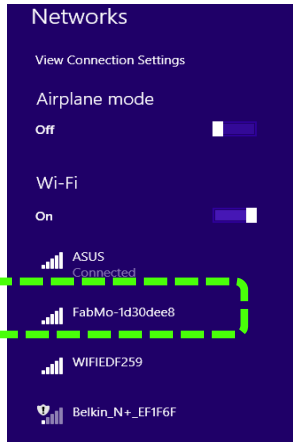 Networks
View Connection Settings
Airplane mode
Off
Wi-Fi
On
ASUS
Connected
FabMo-1d30dee8
WIFIEDF259
Belkin_N+_EF1F6F